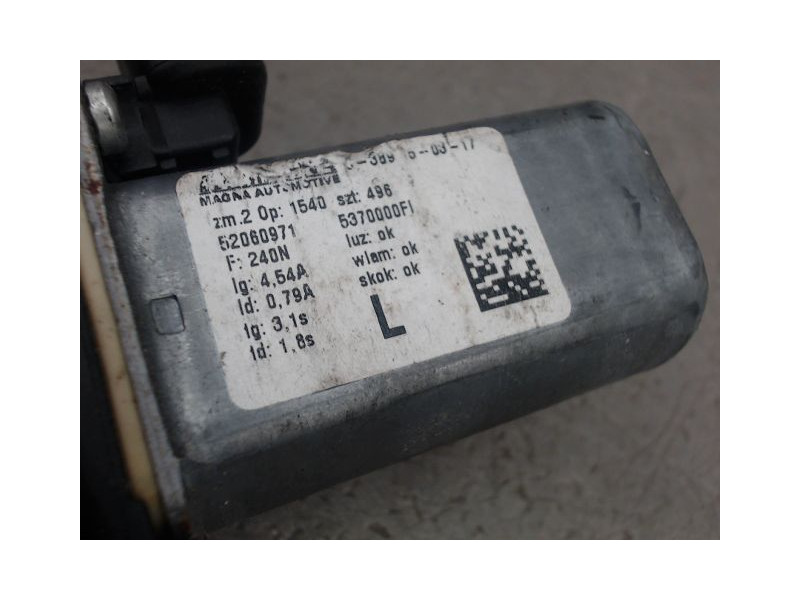 MAGNA AUTOMOTIVE
zm.2 Op: 1540 szt: 496
52060971 5370000FI
F: 240N luz: ok
Ig: 4,54A wlam: ok
Id: 0,79A skok: ok
tg: 3,1s L
td: 1,8s